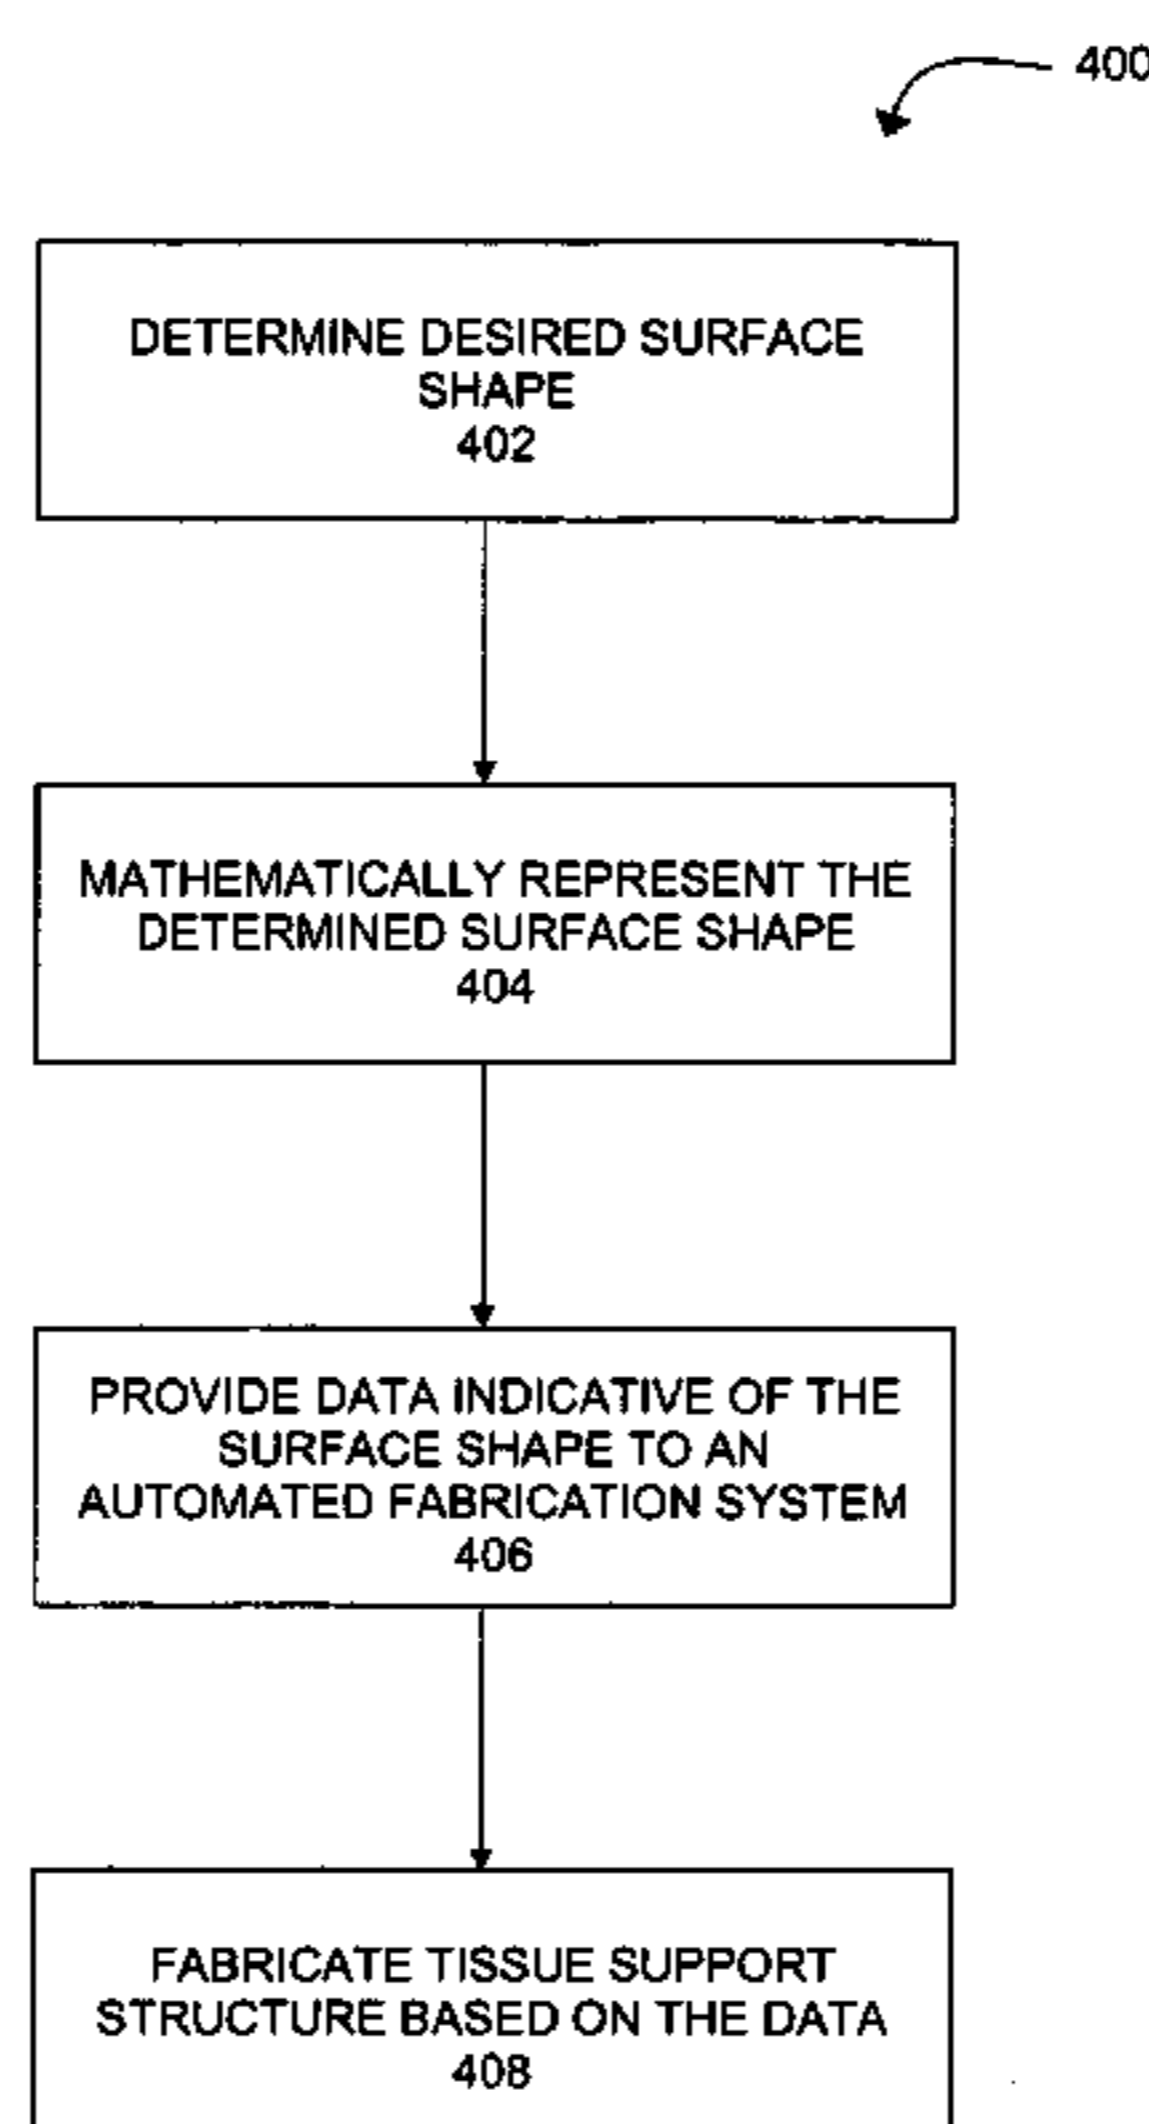 400
DETERMINE DESIRED SURFACE
SHAPE
402
MATHEMATICALLY REPRESENT THE
DETERMINED SURFACE SHAPE
404
PROVIDE DATA INDICATIVE OF THE
SURFACE SHAPE TO AN
AUTOMATED FABRICATION SYSTEM
406
FABRICATE TISSUE SUPPORT
STRUCTURE BASED ON THE DATA
408